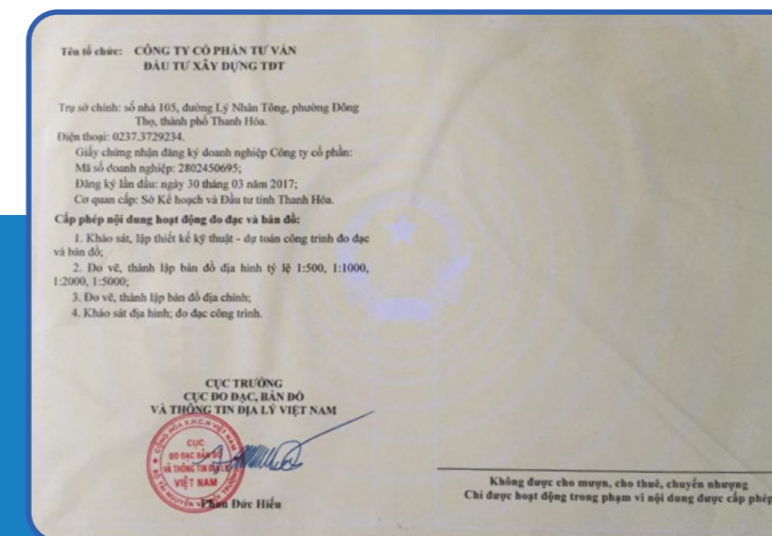 Tên tổ chức: CÔNG TY CỔ PHẦN TƯ VẤN
ĐẦU TƯ XÂY DỰNG TDT
Trụ sở chính: số nhà 105, đường Lý Nhân Tông, phường Đông
Thọ, thành phố Thanh Hóa.
Điện thoại: 0237.3729234.
Giấy chứng nhận đăng ký doanh nghiệp Công ty cổ phần:
Mã số doanh nghiệp: 2802450695;
Đăng ký lần đầu: ngày 30 tháng 03 năm 2017;
Cơ quan cấp: Sở Kế hoạch và Đầu tư tỉnh Thanh Hóa.
Cấp phép nội dung hoạt động đo đạc và bản đồ:
1. Khảo sát, lập thiết kế kỹ thuật - dự toán công trình đo đạc
và bản đồ;
2. Đo vẽ, thành lập bản đồ địa hình tỷ lệ 1:500, 1:1000,
1:2000, 1:5000;
3. Đo vẽ, thành lập bản đồ địa chính;
4. Khảo sát địa hình; đo đạc công trình.
CỤC TRƯỞNG
CỤC ĐO ĐẠC, BẢN ĐỒ
VÀ THÔNG TIN ĐỊA LÝ VIỆT NAM
CỤC
ĐO ĐẠC BẢN ĐỒ
VÀ THÔNG TIN ĐỊA LÝ
VIỆT NAM
Phan Đức Hiếu
Không được cho mượn, cho thuê, chuyển nhượng
Chỉ được hoạt động trong phạm vi nội dung được cấp phép